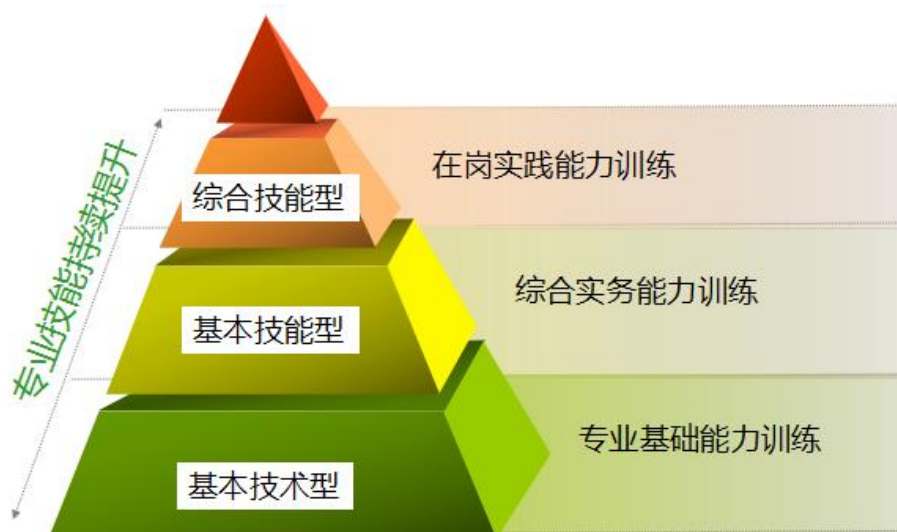 在岗实践能力训练
综合技能型
综合实务能力训练
基本技能型
专业基础能力训练
基本技术型
专业技能持续提升